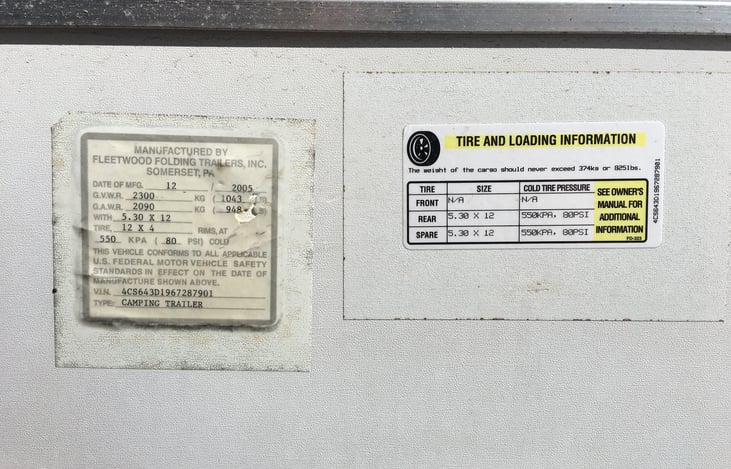 MANUFACTURED BY
FLEETWOOD FOLDING TRAILERS, INC.
SOMERSET, PA
DATE OF MFG. 12 / 2005
G.V.W.R. 2300 KG ( 1043
G.A.W.R. 2090 KG ( 948
WITH 5.30 X 12
TIRE, 12 X 4 RIMS, AT
550 KPA ( 80 PSI) COLD
THIS VEHICLE CONFORMS TO ALL APPLICABLE
U.S. FEDERAL MOTOR VEHICLE SAFETY
STANDARDS IN EFFECT ON THE DATE OF
MANUFACTURE SHOWN ABOVE.
V.I.N. 4CS643D1967287901
TYPE: CAMPING TRAILER
TIRE AND LOADING INFORMATION
The weight of the cargo should never exceed 374kg or 825lbs.
TIRE SIZE COLD TIRE PRESSURE
FRONT N/A N/A
REAR 5.30 X 12 550KPA, 80PSI
SPARE 5.30 X 12 550KPA, 80PSI
SEE OWNER'S
MANUAL FOR
ADDITIONAL
INFORMATION
4CS643D1967287901